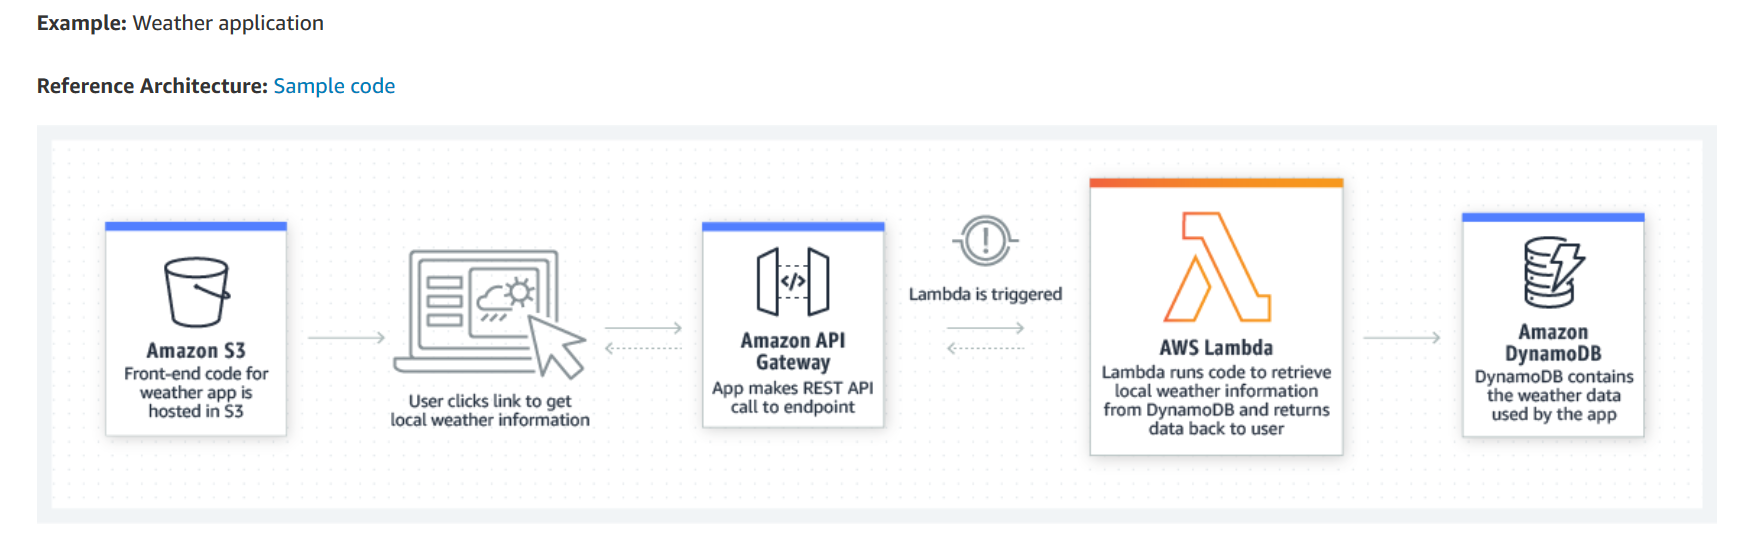 Example: Weather application
Reference Architecture: Sample code
Amazon S3
Front-end code for
weather app is
hosted in S3
User clicks link to get
local weather information
</>
Amazon API
Gateway
App makes REST API
call to endpoint
!
Lambda is triggered
AWS Lambda
Lambda runs code to retrieve
local weather information
from DynamoDB and returns
data back to user
Amazon
DynamoDB
DynamoDB contains
the weather data
used by the app